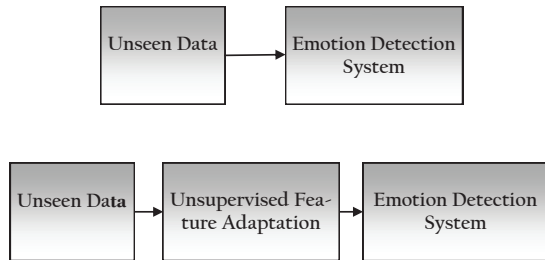 Unseen Data
Emotion Detection
System
Unseen Data
Unsupervised Fea-
ture Adaptation
Emotion Detection
System